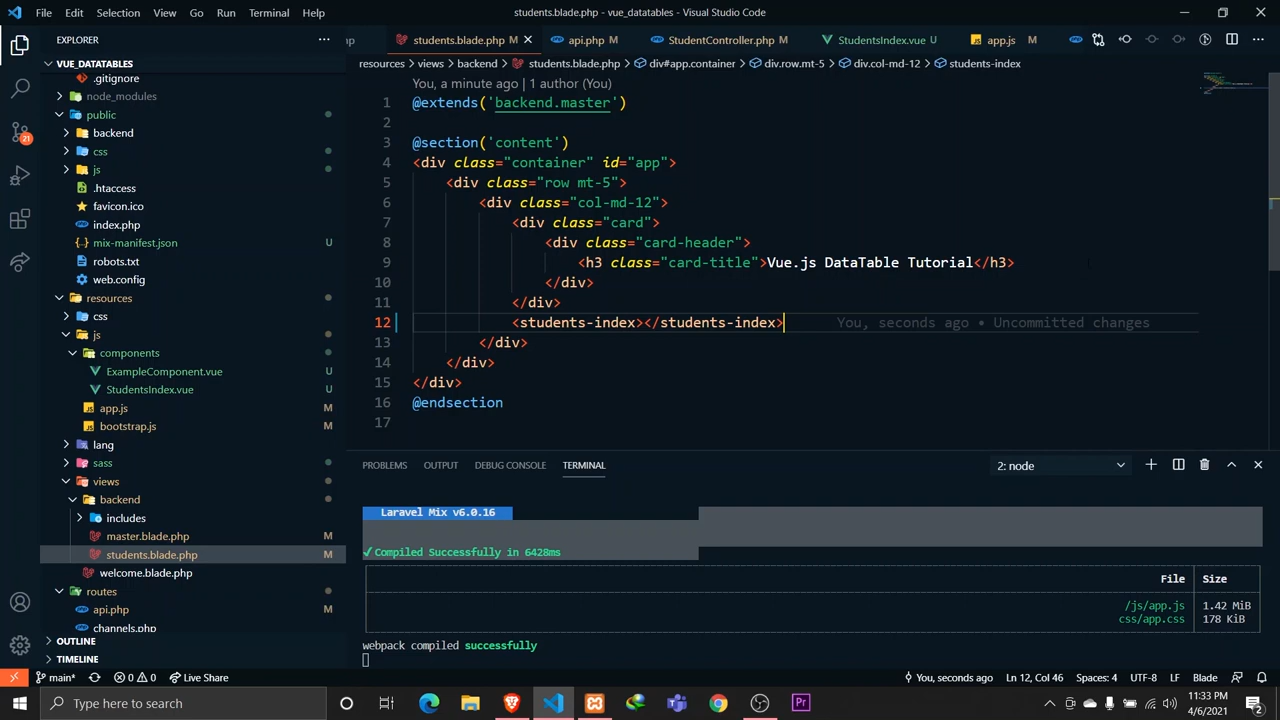 File Edit Selection View Go Run Terminal Help
students.blade.php - vue_datatables - Visual Studio Code
EXPLORER
VUE_DATATABLES
.gitignore
node_modules
public
backend
css
js
.htaccess
favicon.ico
index.php
mix-manifest.json U
robots.txt
web.config
resources
css
js
components
ExampleComponent.vue U
StudentsIndex.vue U
app.js M
bootstrap.js M
lang
sass
views
backend
includes
master.blade.php M
students.blade.php M
welcome.blade.php
routes
api.php M
channels.php
OUTLINE
TIMELINE
hp students.blade.php M api.php M StudentController.php M StudentsIndex.vue U app.js M
resources > views > backend > students.blade.php > div#app.container > div.row.mt-5 > div.col-md-12 > students-index
You, a minute ago | 1 author (You)
1 @extends('backend.master')
2
3 @section('content')
4 <div class="container" id="app">
5 <div class="row mt-5">
6 <div class="col-md-12">
7 <div class="card">
8 <div class="card-header">
9 <h3 class="card-title">Vue.js DataTable Tutorial</h3>
10 </div>
11 </div>
12 <students-index></students-index> You, seconds ago • Uncommitted changes
13 </div>
14 </div>
15 </div>
16 @endsection
17
PROBLEMS OUTPUT DEBUG CONSOLE TERMINAL 2: node
Laravel Mix v6.0.16
✓Compiled Successfully in 6428ms
File Size
/js/app.js 1.42 MiB
css/app.css 178 KiB
webpack compiled successfully
main* 0 0 Live Share You, seconds ago Ln 12, Col 46 Spaces: 4 UTF-8 LF Blade
21
Type here to search
Pr
11:33 PM
4/6/2021
2